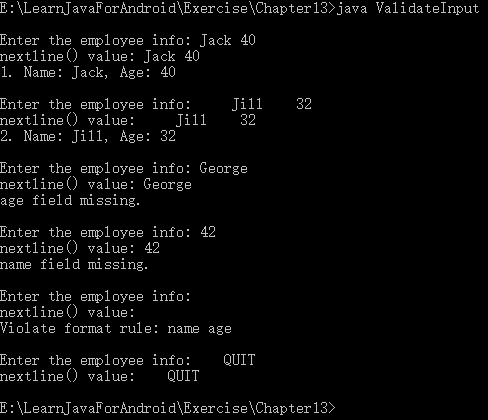 E:\LearnJavaForAndroid\Exercise\Chapter13>java ValidateInput
Enter the employee info: Jack 40
nextline() value: Jack 40
1. Name: Jack, Age: 40
Enter the employee info:     Jill    32
nextline() value:     Jill    32
2. Name: Jill, Age: 32
Enter the employee info: George
nextline() value: George
age field missing.
Enter the employee info: 42
nextline() value: 42
name field missing.
Enter the employee info:
nextline() value:
Violate format rule: name age
Enter the employee info:    QUIT
nextline() value:    QUIT
E:\LearnJavaForAndroid\Exercise\Chapter13>